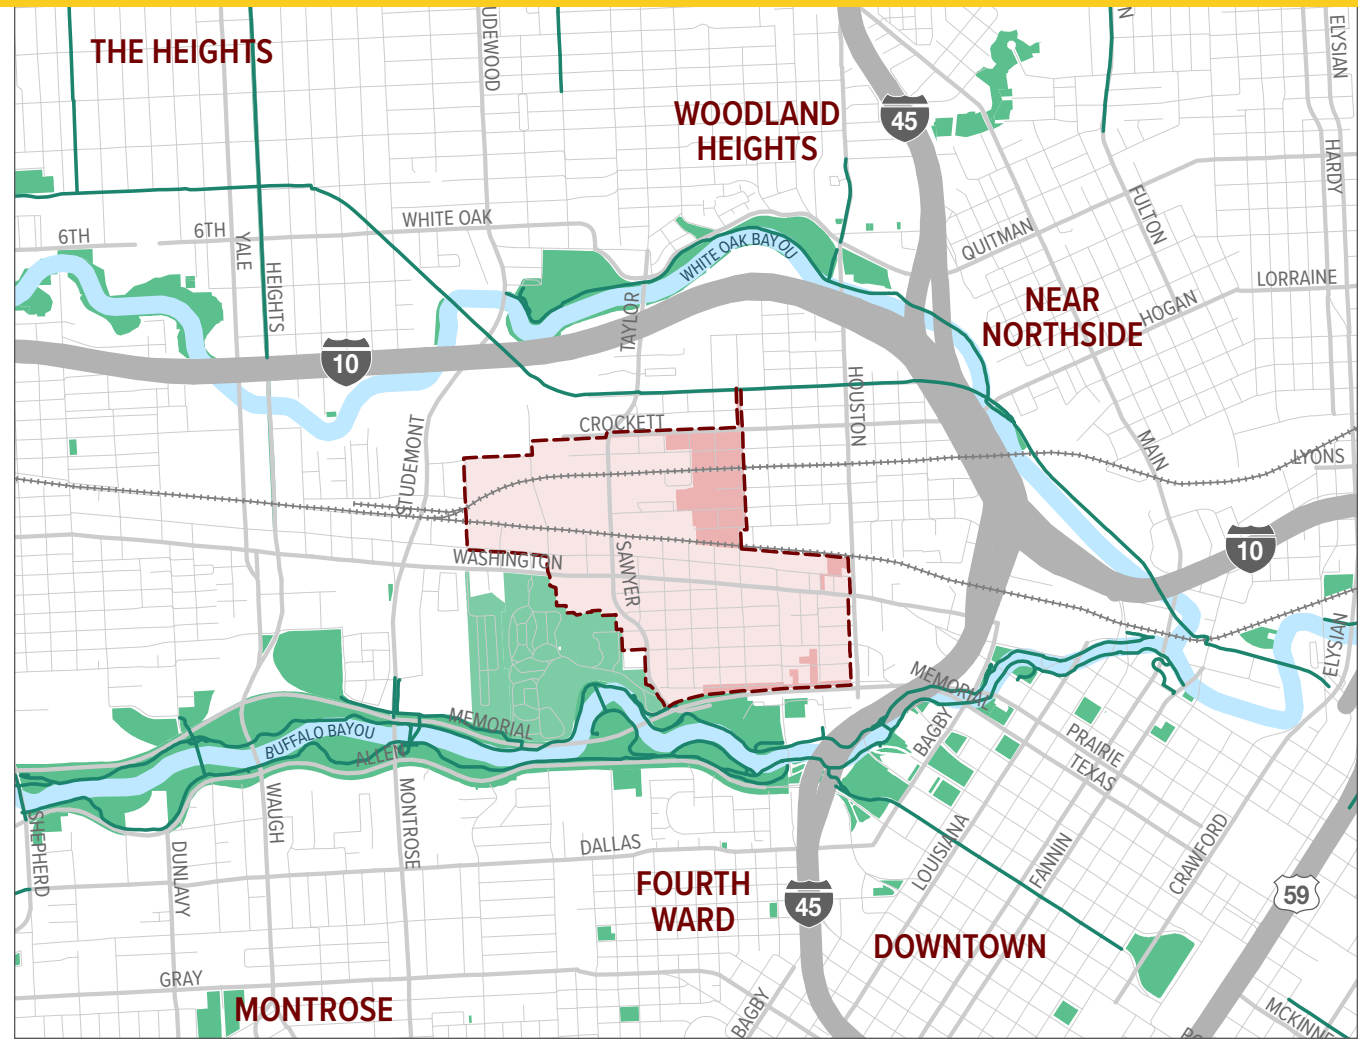 THE HEIGHTS
UDEWOOD
N
ELYSIAN
WOODLAND
HEIGHTS
45
HARDY
FULTON
6TH
6TH
WHITE OAK
YALE
HEIGHTS
WHITE OAK BAYOU
QUITMAN
LORRAINE
NEAR
NORTHSIDE
HOGAN
TAYLOR
10
HOUSTON
CROCKETT
STUDEMONT
MAIN
LYONS
10
WASHINGTON
SAWYER
ELYSIAN
MEMORIAL
MEMORIAL
BUFFALO BAYOU
ALLEN
BAGBY
PRAIRIE
TEXAS
SHEPHERD
WAUGH
MONTROSE
DUNLAVY
DALLAS
LOUISIANA
FANNIN
CRAWFORD
FOURTH
WARD
45
59
DOWNTOWN
GRAY
MONTROSE
BAGBY
MCKINNE